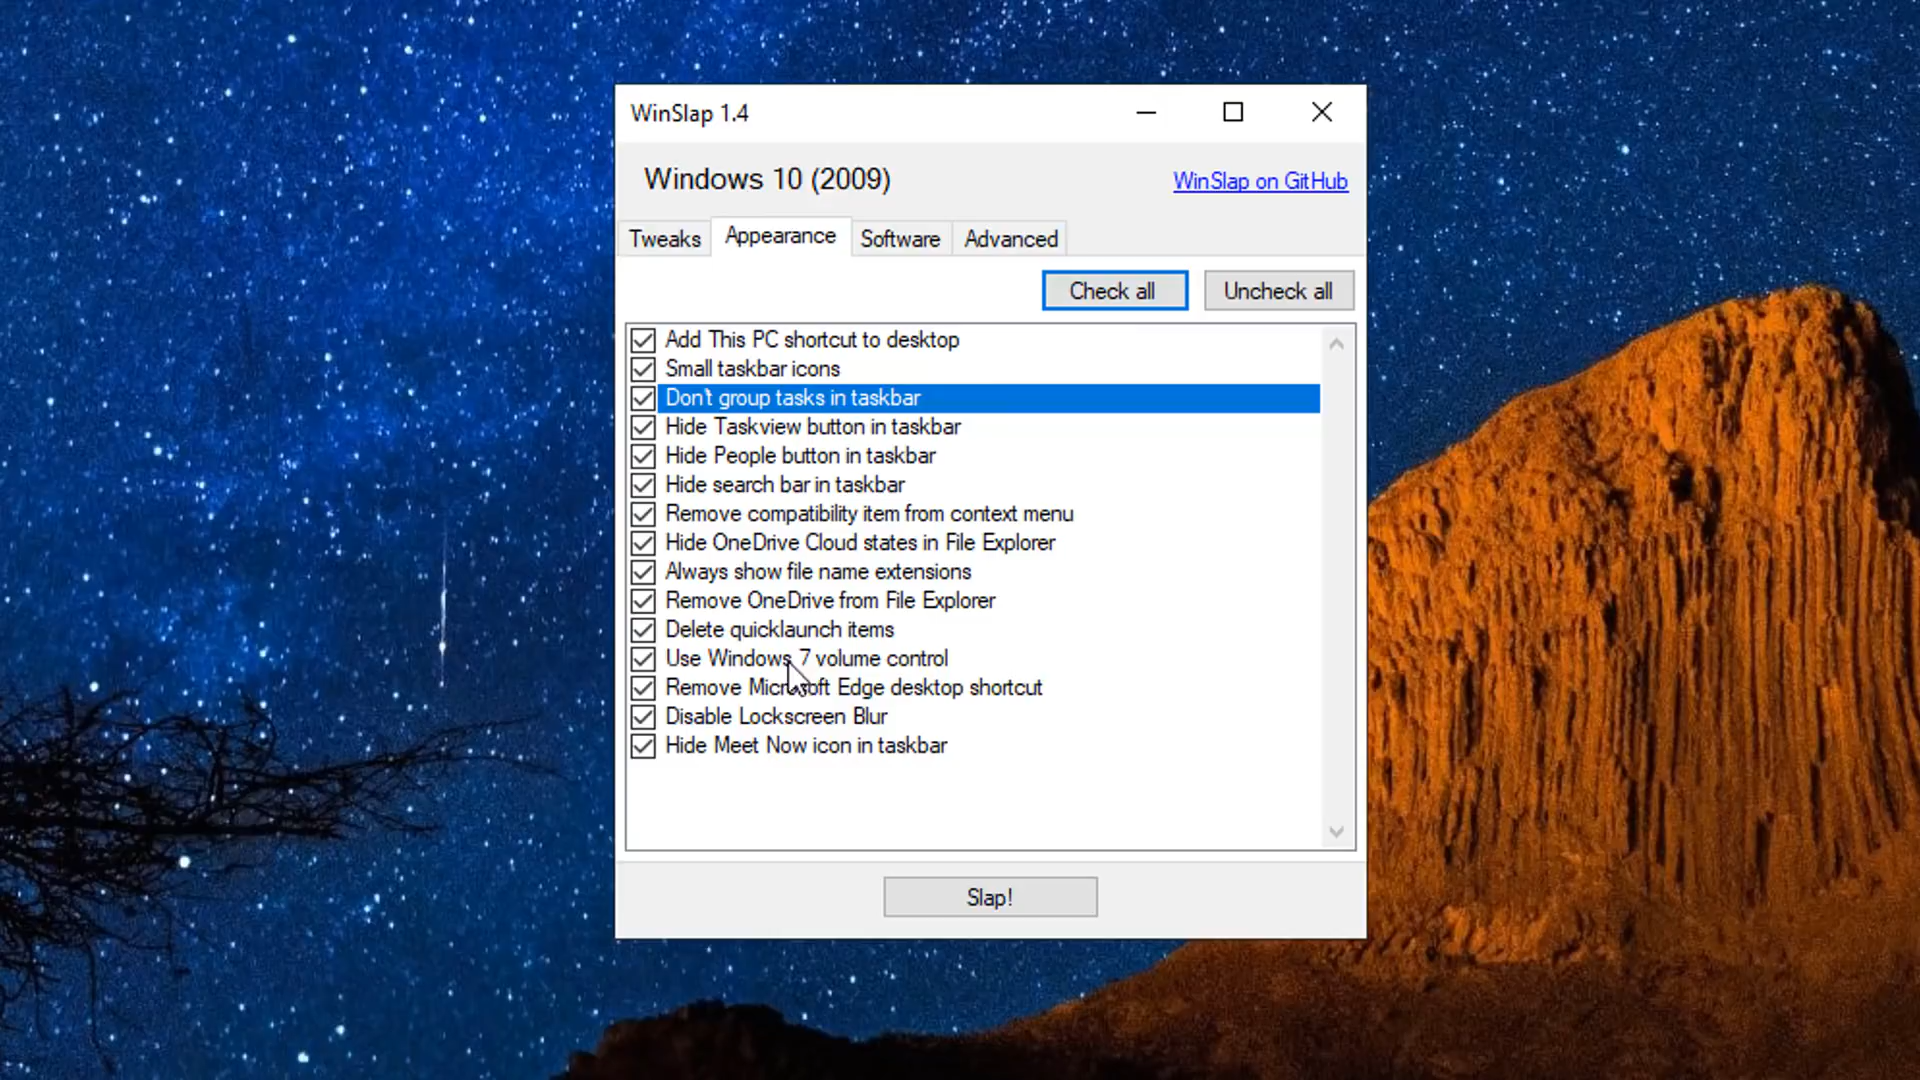 WinSlap 1.4
Windows 10 (2009)
WinSlap on GitHub
Tweaks
Appearance
Software
Advanced
Check all
Uncheck all
Add This PC shortcut to desktop
Small taskbar icons
Don't group tasks in taskbar
Hide Taskview button in taskbar
Hide People button in taskbar
Hide search bar in taskbar
Remove compatibility item from context menu
Hide OneDrive Cloud states in File Explorer
Always show file name extensions
Remove OneDrive from File Explorer
Delete quicklaunch items
Use Windows 7 volume control
Remove Microsoft Edge desktop shortcut
Disable Lockscreen Blur
Hide Meet Now icon in taskbar
Slap!